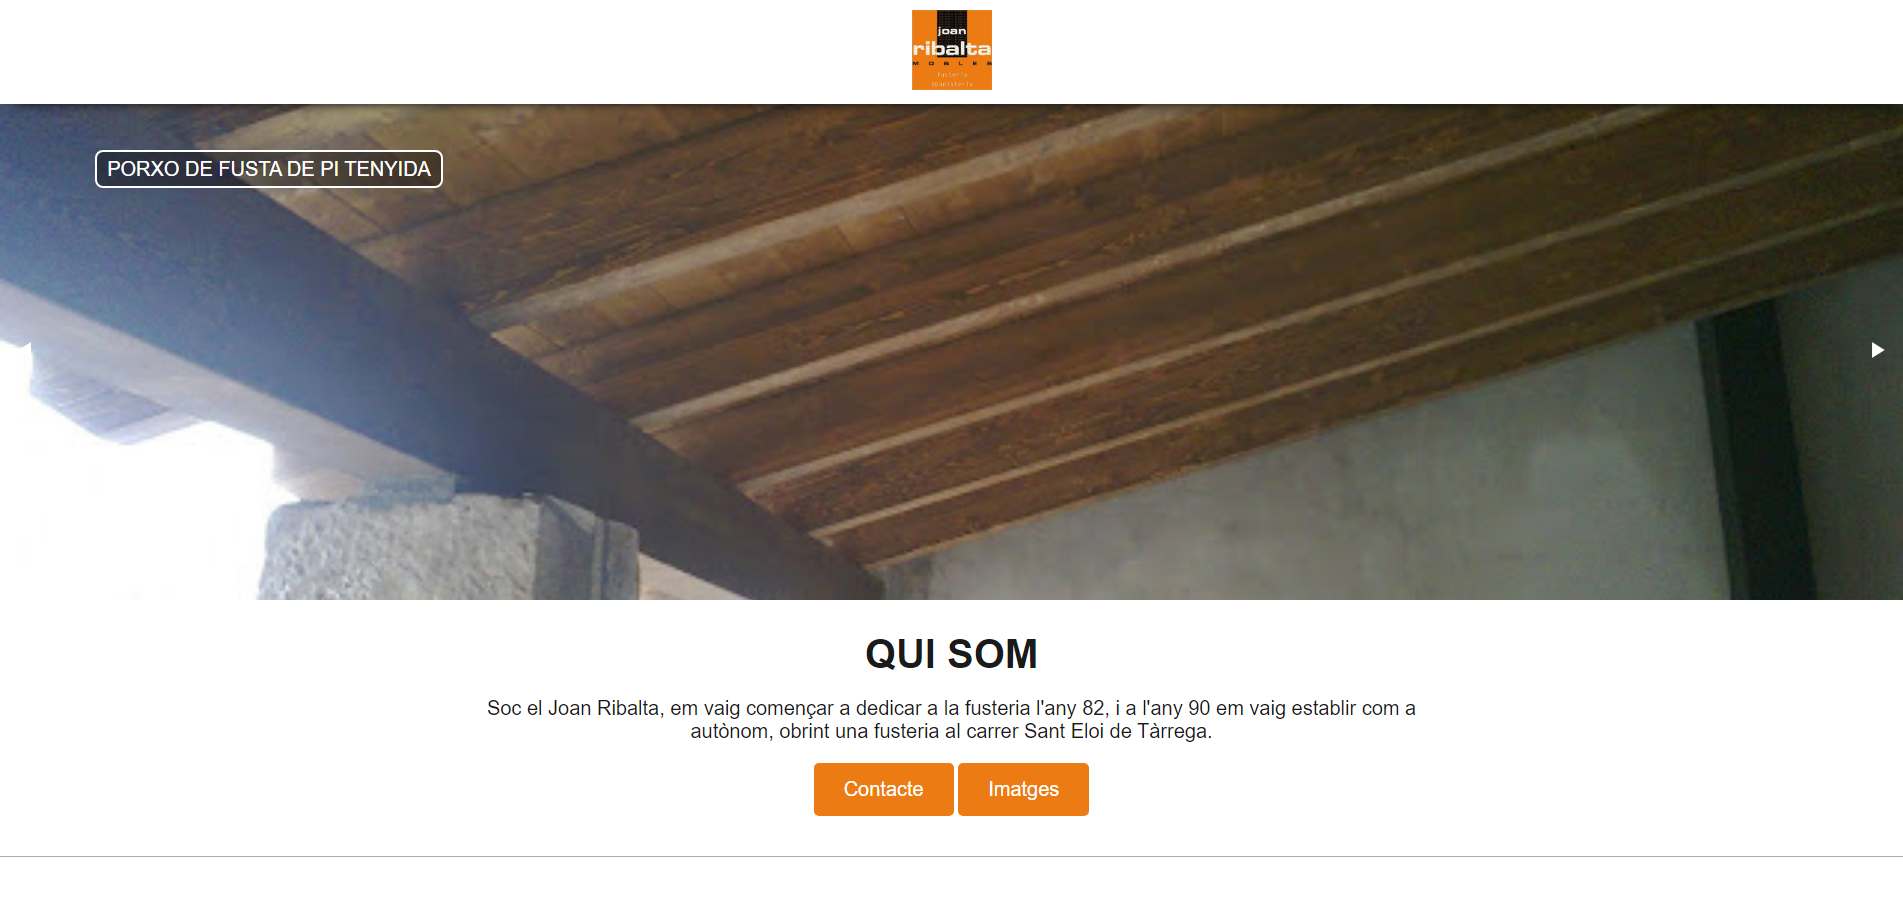 joan
ribalta
MOBLES
fusteria
ebanisteria
PORXO DE FUSTA DE PI TENYIDA
QUI SOM
Soc el Joan Ribalta, em vaig començar a dedicar a la fusteria l'any 82, i a l'any 90 em vaig establir com a
autònom, obrint una fusteria al carrer Sant Eloi de Tàrrega.
Contacte
Imatges